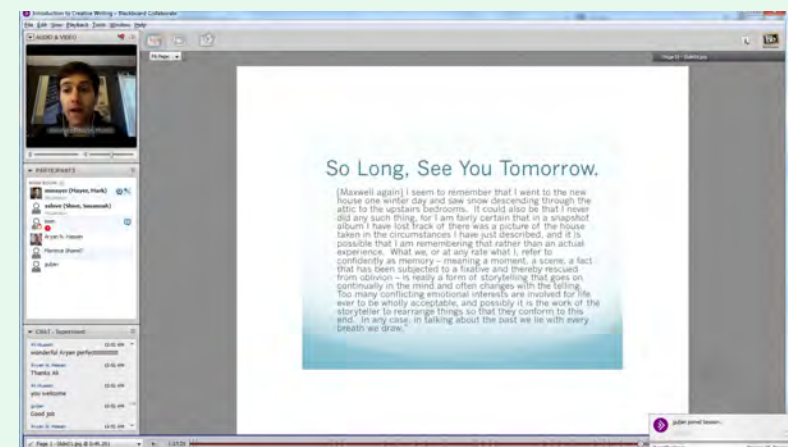 Introduction to Creative Writing - Blackboard Collaborate
File Edit View Playback Tools Window Help
AUDIO & VIDEO
Fit Page
PARTICIPANTS
So Long, See You Tomorrow.
[Maxwell again] I seem to remember that I went to the new
house one winter day and saw snow descending through the
attic to the upstairs bedrooms. It could also be that I never
did any such thing, for I am fairly certain that in a snapshot
album I have lost track of there was a picture of the house
taken in the circumstances I have just described, and it is
possible that I am remembering that rather than an actual
experience. What we, or at any rate what I, refer to
confidently as memory – meaning a moment, a scene, a fact
that has been subjected to a fixative and thereby rescued
from oblivion – is really a form of storytelling that goes on
continually in the mind and often changes with the telling.
Too many conflicting emotional interests are involved for life
ever to be wholly acceptable, and possibly it is the work of the
storyteller to rearrange things so that they conform to this
end. In any case, in talking about the past we lie with every
breath we draw."
(Mayer, Mark)
Aryan N. Hassan
CHAT - Supervised
wonderful Aryan
Thanks Ali
you welcome
Good job
joined Session...